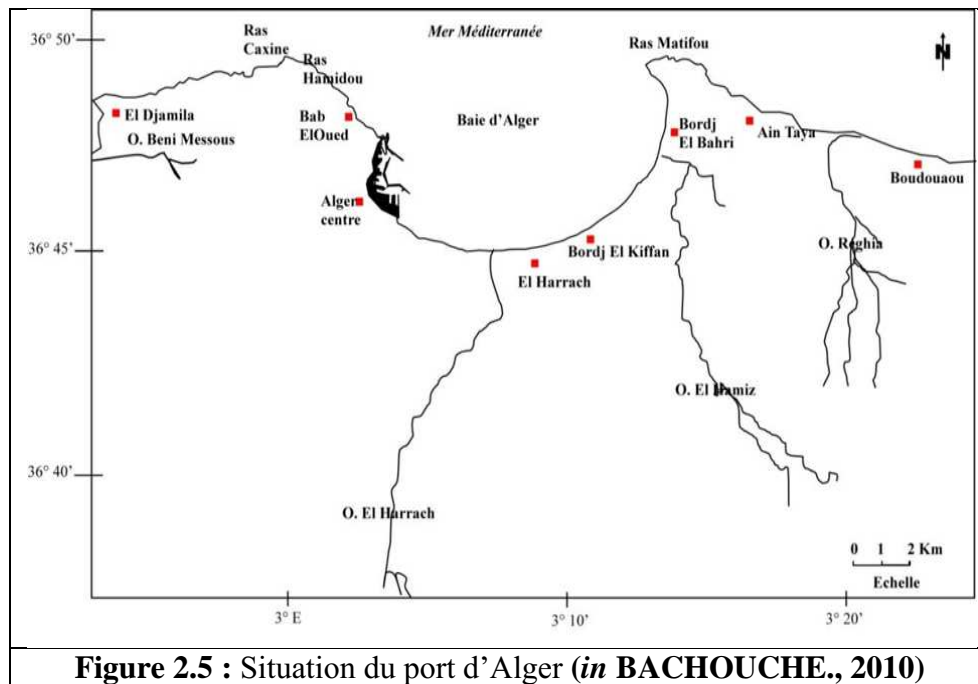 36° 50'
Ras
Caxine
Mer Méditerranée
Ras Matifou
N
Ras
Hamidou
El Djamila
Bab
ElOued
Baie d'Alger
Bordj
El Bahri
Ain Taya
O. Beni Messous
Boudouaou
Alger
centre
O. Reghia
36° 45'
Bordj El Kiffan
El Harrach
O. El Hamiz
36° 40'
O. El Harrach
0 1 2 Km
Echelle
3° E
3° 10'
3° 20'
Figure 2.5 : Situation du port d'Alger (in BACHOUCHE., 2010)